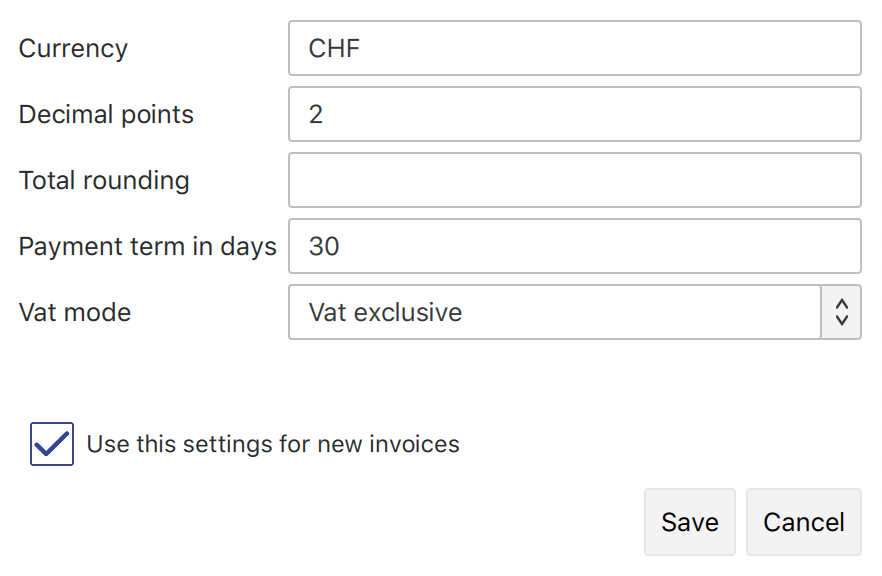 Currency CHF
Decimal points 2
Total rounding
Payment term in days 30
Vat mode Vat exclusive
Use this settings for new invoices
Save Cancel